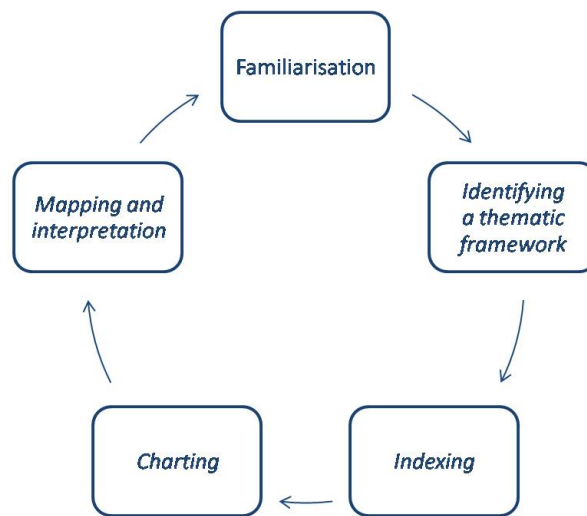 Familiarisation
Identifying
a thematic
framework
Indexing
Charting
Mapping and
interpretation